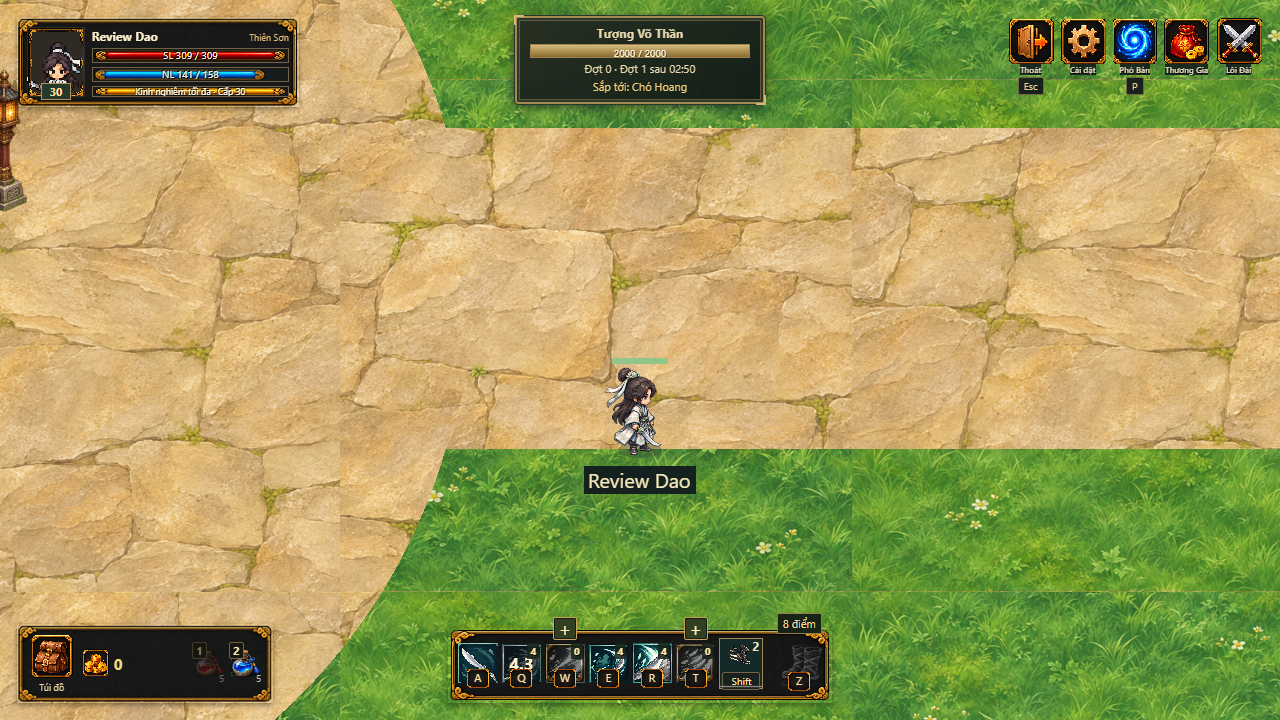 Review Dao
Thiên Sơn
SL 309 / 309
NL 141 / 158
30
Kinh nghiệm tối đa - Cấp 30
Tượng Võ Thần
2000 / 2000
Đợt 0 · Đợt 1 sau 02:50
Sắp tới: Chó Hoang
Thoát
Cài đặt
Phó Bản
Thương Gia
Lôi Đài
Esc
P
Review Dao
8 điểm
+
+
4
0
4
4
0
2
4.3
A
Q
W
E
R
T
Shift
Z
1
2
0
5
5
Túi đồ